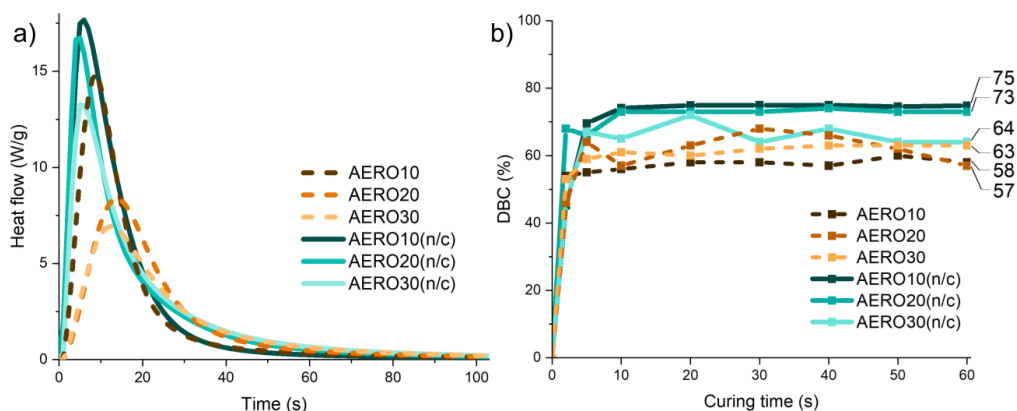 a)
Heat flow (W/g)
15
10
5
0
0 20 40 60 80 100
Time (s)
AERO10
AERO20
AERO30
AERO10(n/c)
AERO20(n/c)
AERO30(n/c)
b)
DBC (%)
100
80
60
40
20
0
0 10 20 30 40 50 60
Curing time (s)
AERO10
AERO20
AERO30
AERO10(n/c)
AERO20(n/c)
AERO30(n/c)
75
73
64
63
58
57